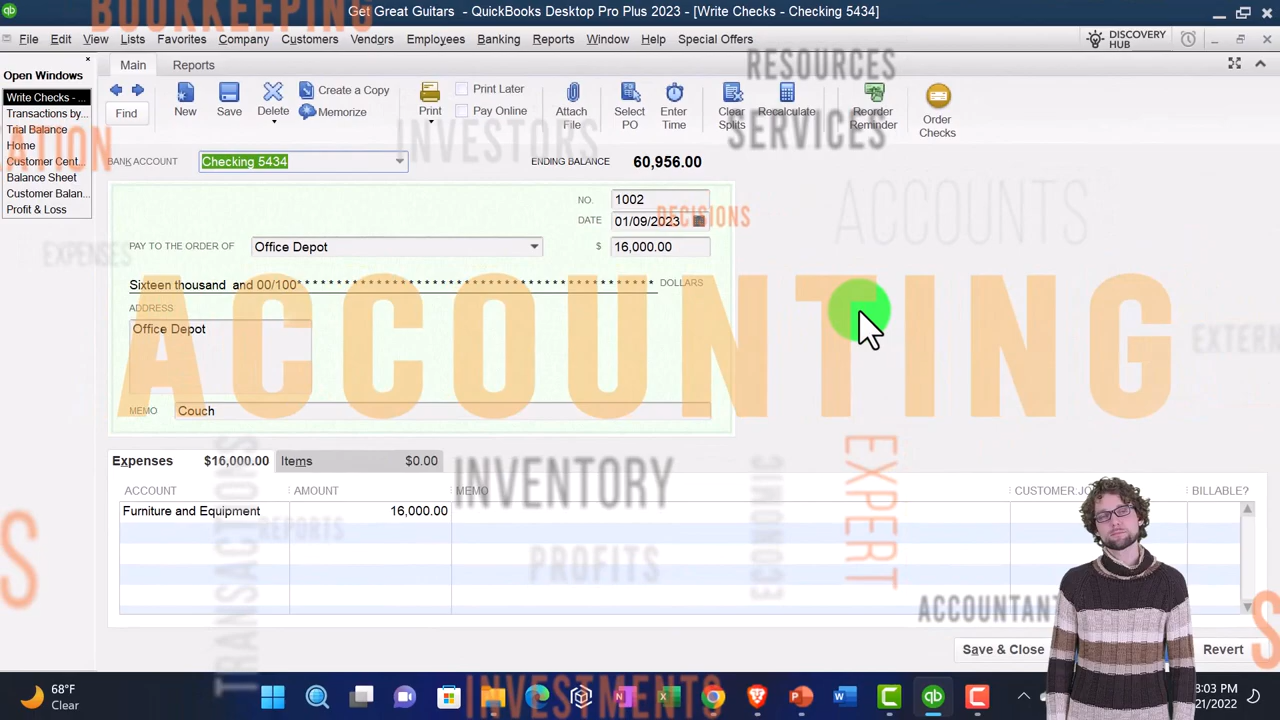 BOOKKEEPING
Get Great Guitars - QuickBooks Desktop Pro Plus 2023 - [Write Checks - Checking 5434]
File Edit View Lists Favorites Company Customers Vendors Employees Banking Reports Window Help Special Offers
DISCOVERY HUB
Open Windows
Write Checks - ...
Transactions by...
Trial Balance
Home
Customer Cent...
Balance Sheet
Customer Balan...
Profit & Loss
Main Reports
Find
New
Save
Delete
Create a Copy
Memorize
Print
Print Later
Pay Online
Attach File
Select PO
Enter Time
Clear Splits
Recalculate
Reorder Reminder
Order Checks
RESOURCES
SERVICES
INVESTORS
ACCOUNTS
DECISIONS
EXPENSES
BANK ACCOUNT Checking 5434 ENDING BALANCE 60,956.00
NO. 1002
DATE 01/09/2023
PAY TO THE ORDER OF Office Depot $ 16,000.00
Sixteen thousand and 00/100* * * * * * * * * * * * * * * * * * * * * * * * * * * * * * * * * * * * * * * * * * * DOLLARS
ADDRESS
Office Depot
MEMO Couch
ACCOUNTING
Expenses $16,000.00 Items $0.00
ACCOUNT AMOUNT MEMO BILLABLE?
Furniture and Equipment 16,000.00
INVENTORY
EXPERT
ECONOMIC
REPORTS
PROFITS
TRANSACTIONS
INVESTMENTS
Save & Close Revert
68°F
Clear